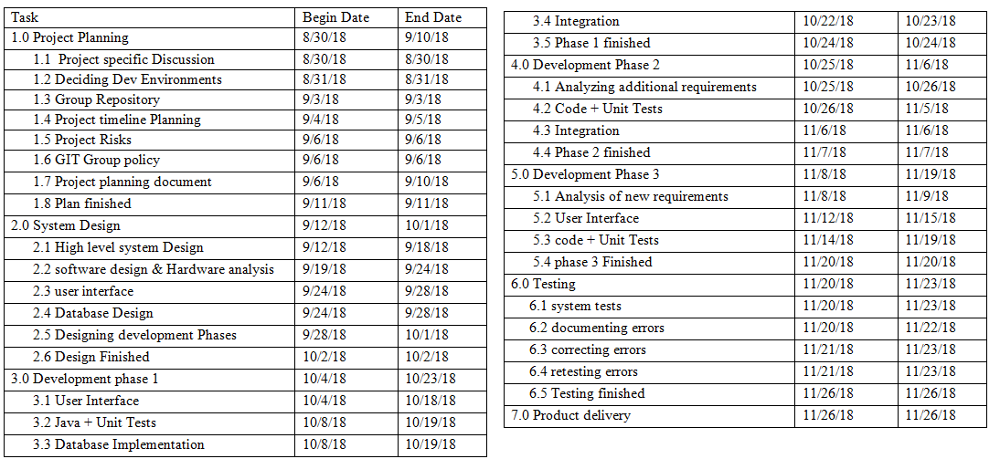 Task Begin Date End Date
1.0 Project Planning 8/30/18 9/10/18
1.1 Project specific Discussion 8/30/18 8/30/18
1.2 Deciding Dev Environments 8/31/18 8/31/18
1.3 Group Repository 9/3/18 9/3/18
1.4 Project timeline Planning 9/4/18 9/5/18
1.5 Project Risks 9/6/18 9/6/18
1.6 GIT Group policy 9/6/18 9/6/18
1.7 Project planning document 9/6/18 9/10/18
1.8 Plan finished 9/11/18 9/11/18
2.0 System Design 9/12/18 10/1/18
2.1 High level system Design 9/12/18 9/18/18
2.2 software design & Hardware analysis 9/19/18 9/24/18
2.3 user interface 9/24/18 9/28/18
2.4 Database Design 9/24/18 9/28/18
2.5 Designing development Phases 9/28/18 10/1/18
2.6 Design Finished 10/2/18 10/2/18
3.0 Development phase 1 10/4/18 10/23/18
3.1 User Interface 10/4/18 10/18/18
3.2 Java + Unit Tests 10/8/18 10/19/18
3.3 Database Implementation 10/8/18 10/19/18
3.4 Integration 10/22/18 10/23/18
3.5 Phase 1 finished 10/24/18 10/24/18
4.0 Development Phase 2 10/25/18 11/6/18
4.1 Analyzing additional requirements 10/25/18 10/26/18
4.2 Code + Unit Tests 10/26/18 11/5/18
4.3 Integration 11/6/18 11/6/18
4.4 Phase 2 finished 11/7/18 11/7/18
5.0 Development Phase 3 11/8/18 11/19/18
5.1 Analysis of new requirements 11/8/18 11/9/18
5.2 User Interface 11/12/18 11/15/18
5.3 code + Unit Tests 11/14/18 11/19/18
5.4 phase 3 Finished 11/20/18 11/20/18
6.0 Testing 11/20/18 11/23/18
6.1 system tests 11/20/18 11/23/18
6.2 documenting errors 11/20/18 11/22/18
6.3 correcting errors 11/21/18 11/23/18
6.4 retesting errors 11/21/18 11/23/18
6.5 Testing finished 11/26/18 11/26/18
7.0 Product delivery 11/26/18 11/26/18